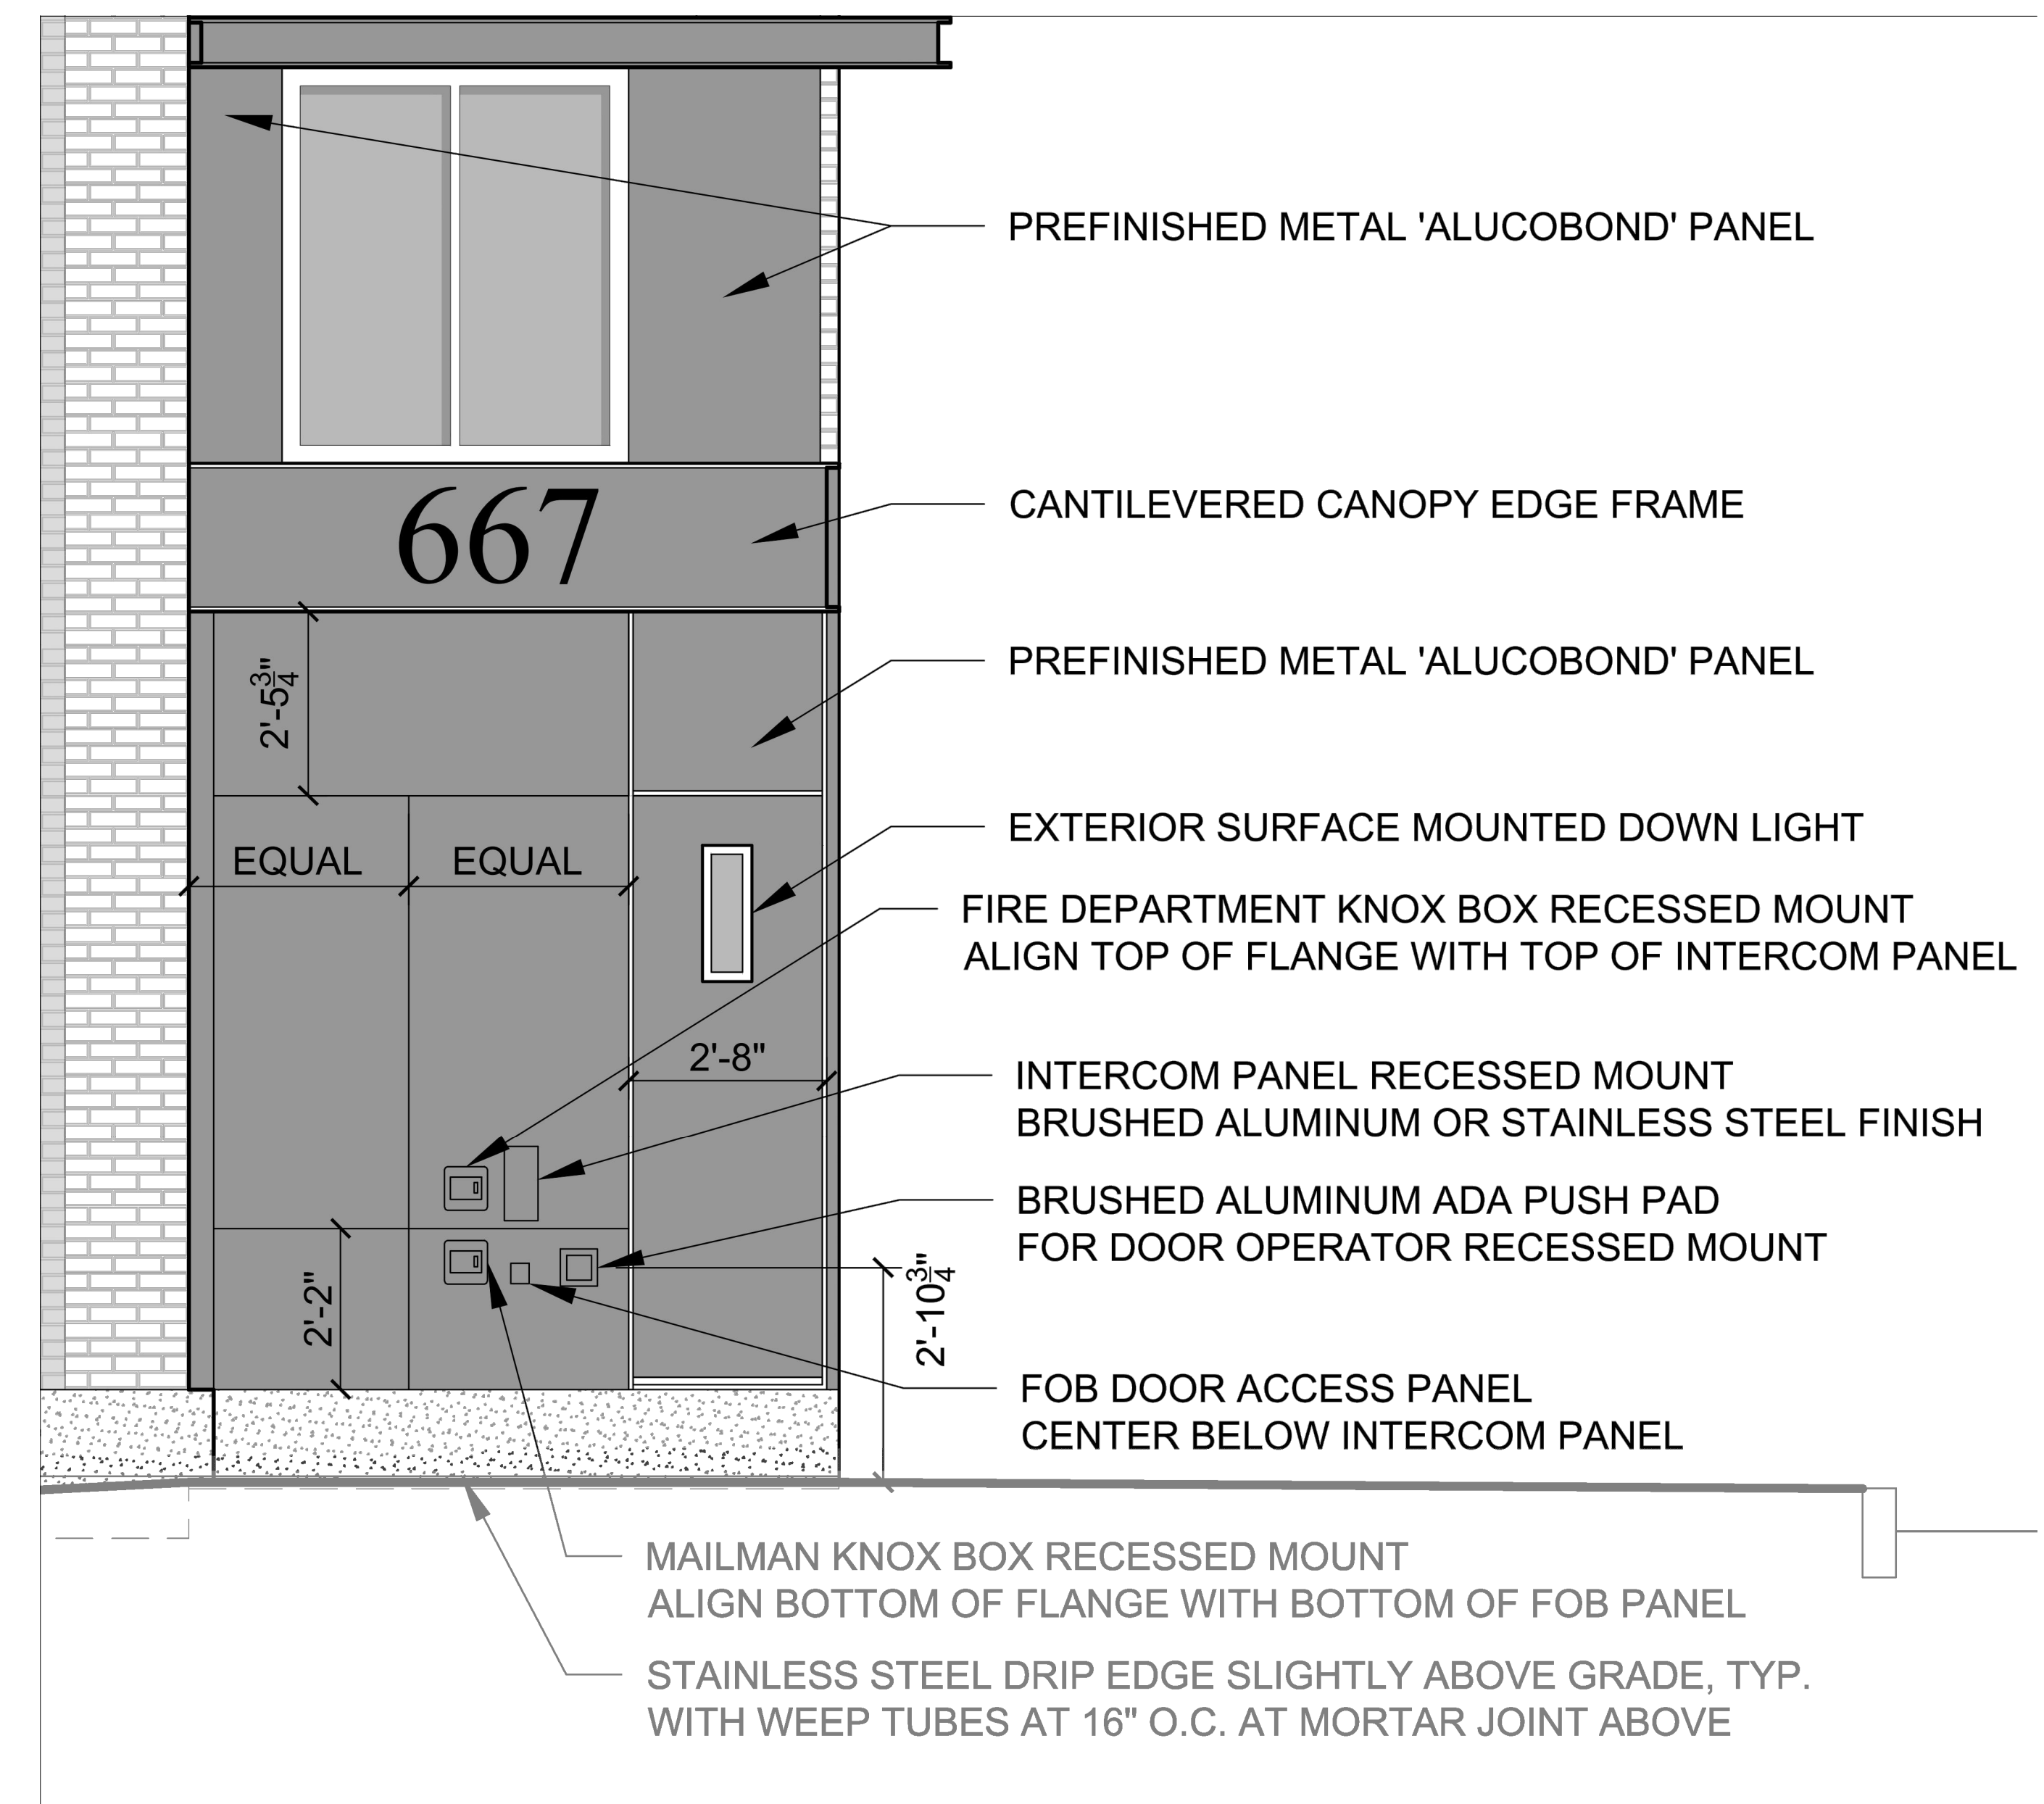 PREFINISHED METAL 'ALUCOBOND' PANEL
667
CANTILEVERED CANOPY EDGE FRAME
2'-5 3/4"
PREFINISHED METAL 'ALUCOBOND' PANEL
EQUAL EQUAL
EXTERIOR SURFACE MOUNTED DOWN LIGHT
FIRE DEPARTMENT KNOX BOX RECESSED MOUNT
ALIGN TOP OF FLANGE WITH TOP OF INTERCOM PANEL
2'-8"
INTERCOM PANEL RECESSED MOUNT
BRUSHED ALUMINUM OR STAINLESS STEEL FINISH
BRUSHED ALUMINUM ADA PUSH PAD
FOR DOOR OPERATOR RECESSED MOUNT
2'-2"
2'-10 3/4"
FOB DOOR ACCESS PANEL
CENTER BELOW INTERCOM PANEL
MAILMAN KNOX BOX RECESSED MOUNT
ALIGN BOTTOM OF FLANGE WITH BOTTOM OF FOB PANEL
STAINLESS STEEL DRIP EDGE SLIGHTLY ABOVE GRADE, TYP.
WITH WEEP TUBES AT 16" O.C. AT MORTAR JOINT ABOVE